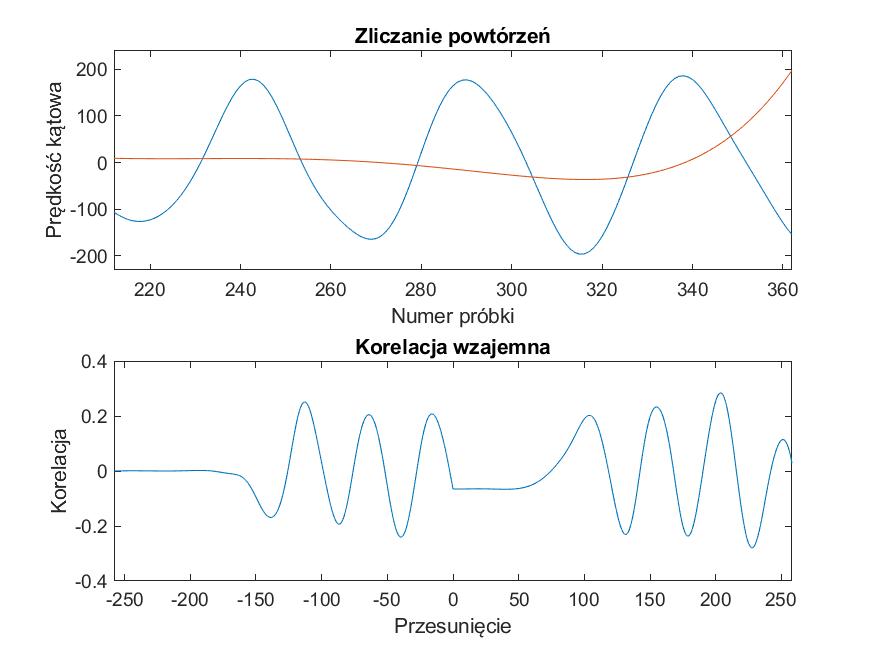 Zliczanie powtórzeń
Prędkość kątowa
200
100
0
-100
-200
220 240 260 280 300 320 340 360
Numer próbki
Korelacja wzajemna
Korelacja
0.4
0.2
0
-0.2
-0.4
-250 -200 -150 -100 -50 0 50 100 150 200 250
Przesunięcie